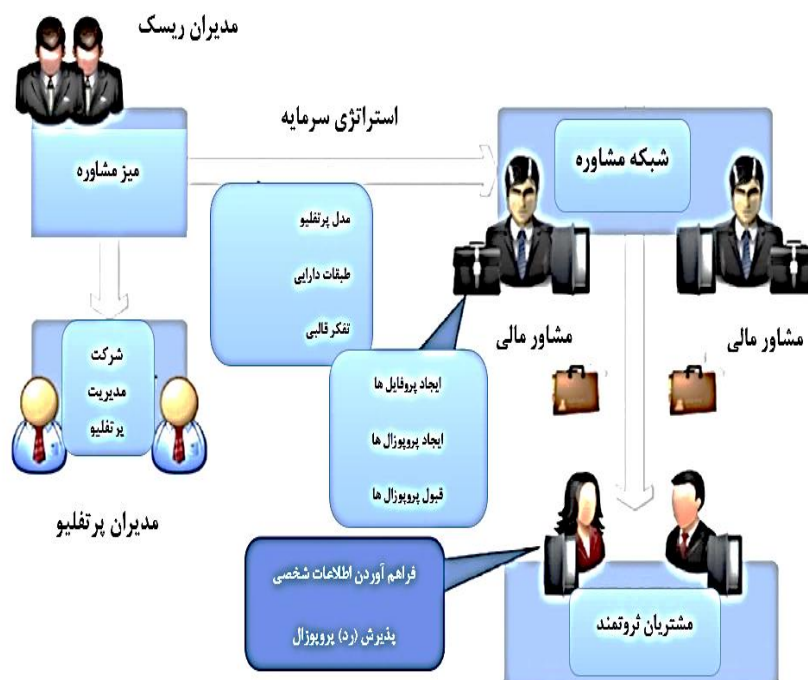 مدیران ریسک
استراتژی سرمایه
میز مشاوره
شبکه مشاوره
مدل پرتفلیو
طبقات دارایی
تفکر قالبی
مشاور مالی
مشاور مالی
شرکت
مدیریت
پرتفلیو
مدیران پرتفلیو
ایجاد پروفایل ها
ایجاد پروپوزال ها
قبول پروپوزال ها
فراهم آوردن اطلاعات شخصی
پذیرش (رد) پروپوزال
مشتریان ثروتمند